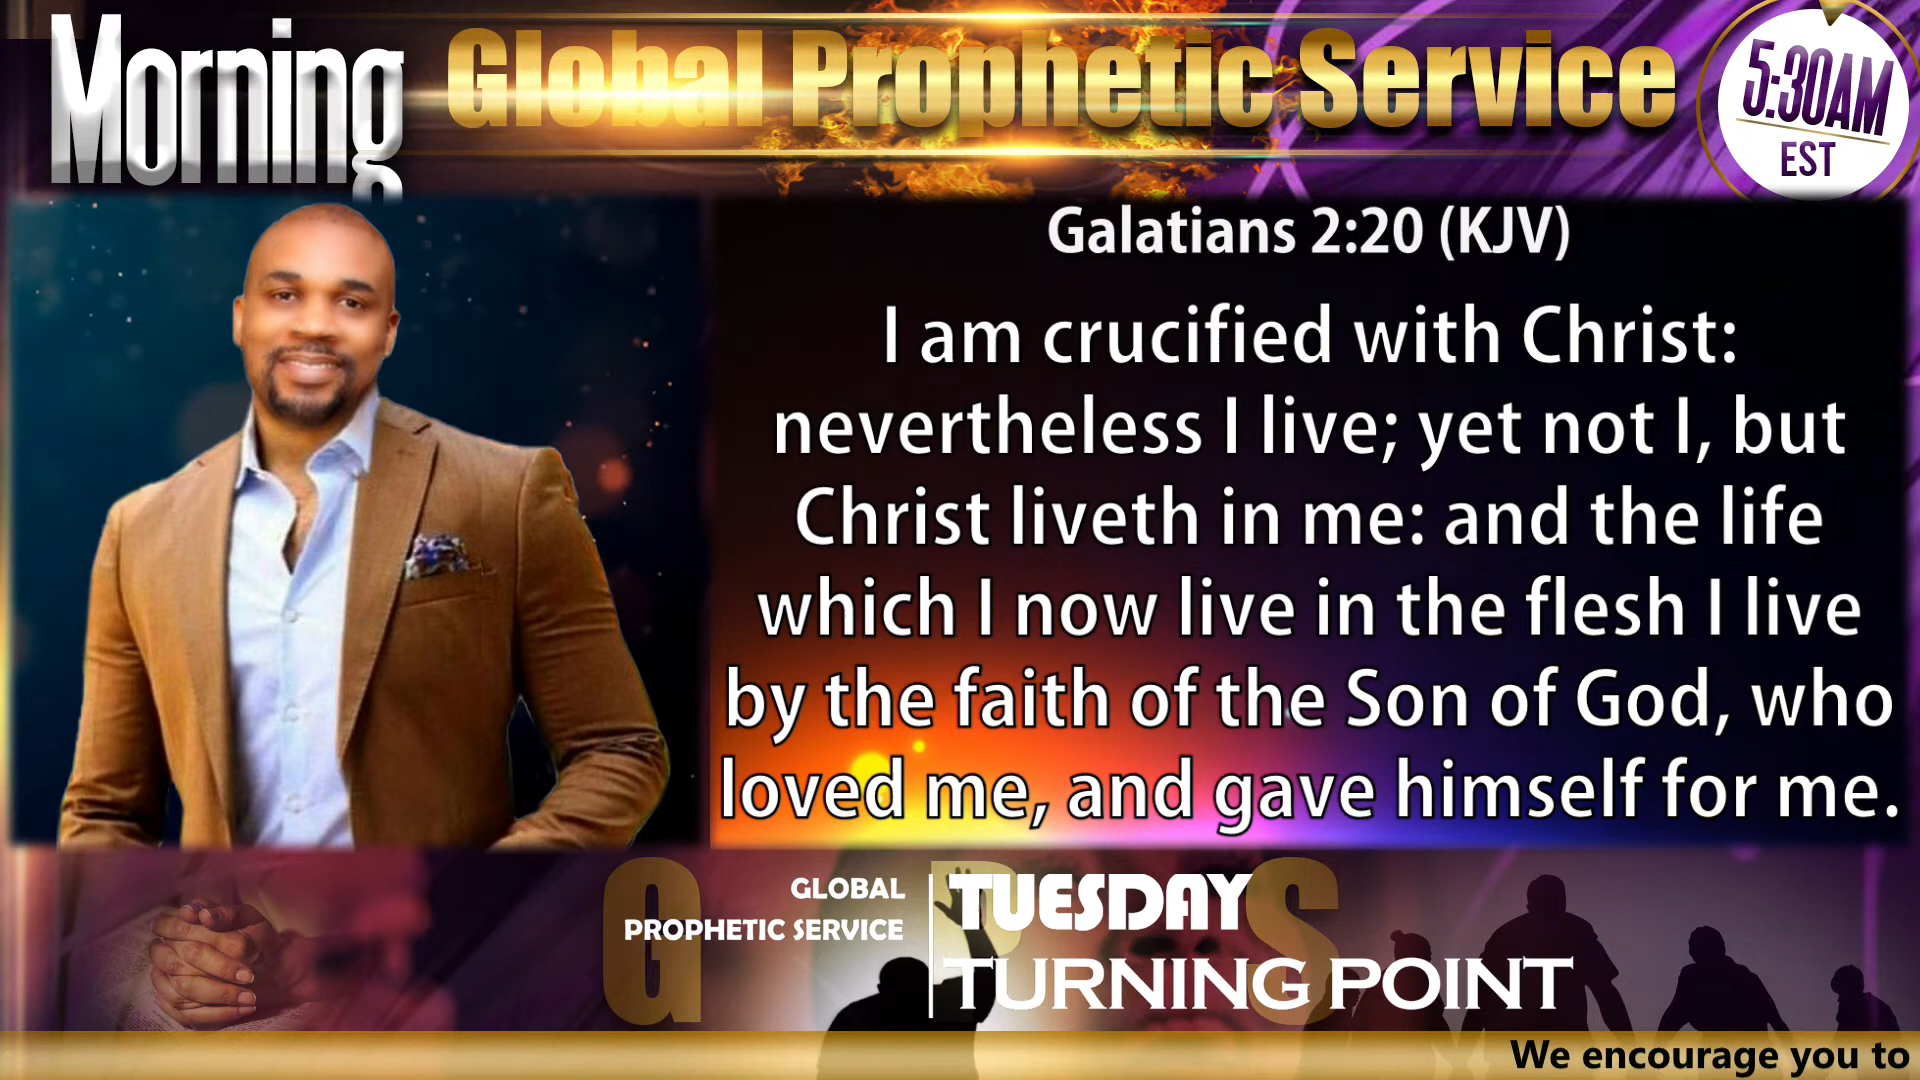 Morning Global Prophetic Service
5:30AM
EST
Galatians 2:20 (KJV)
I am crucified with Christ:
nevertheless I live; yet not I, but
Christ liveth in me: and the life
which I now live in the flesh I live
by the faith of the Son of God, who
loved me, and gave himself for me.
G P S
GLOBAL
PROPHETIC SERVICE
TUESDAY
TURNING POINT
We encourage you to